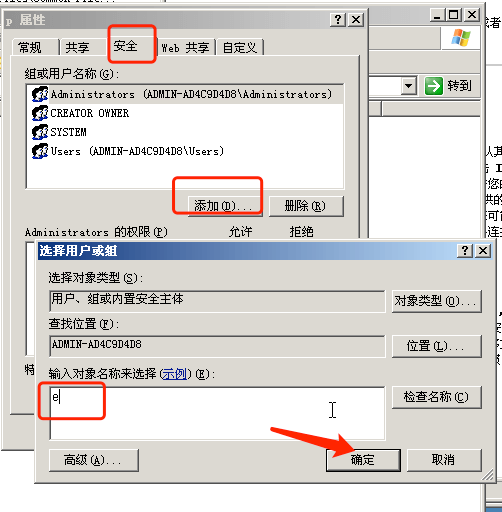 p 属性
常规 共享 安全 Web 共享 自定义
组或用户名称(G):
Administrators (ADMIN-AD4C9D4D8\Administrators)
CREATOR OWNER
SYSTEM
Users (ADMIN-AD4C9D4D8\Users)
添加(D)... 删除(R)
Administrators 的权限(P) 允许 拒绝
转到
选择用户或组
选择对象类型(S):
用户、组或内置安全主体 对象类型(O)...
查找位置(F):
ADMIN-AD4C9D4D8 位置(L)...
输入对象名称来选择(示例)(E):
e 检查名称(C)
高级(A)... 确定 取消
特
或者